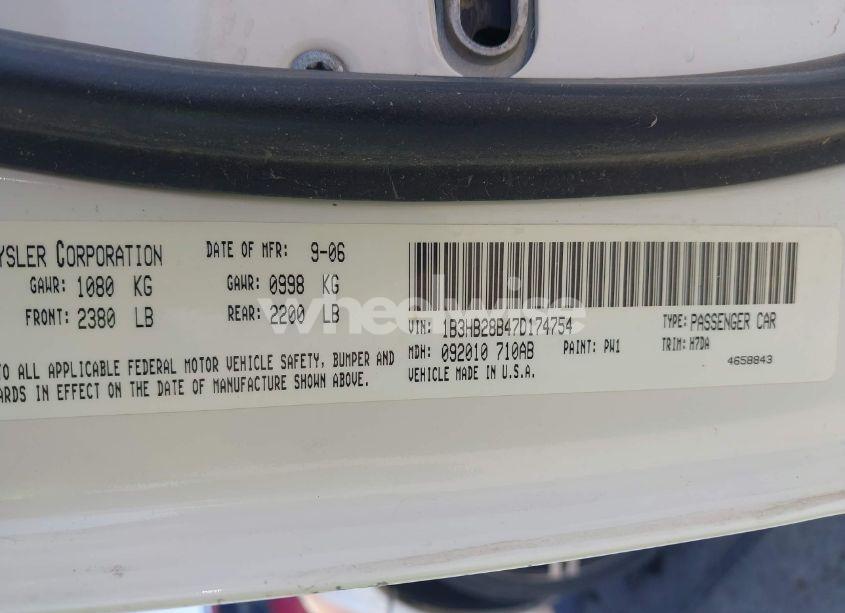 YSLER CORPORATION DATE OF MFR: 9-06
GAWR: 1080 KG GAWR: 0998 KG
FRONT: 2380 LB REAR: 2200 LB
TO ALL APPLICABLE FEDERAL MOTOR VEHICLE SAFETY, BUMPER AND
ARDS IN EFFECT ON THE DATE OF MANUFACTURE SHOWN ABOVE.
VIN: 1B3HB28B47D174754 TYPE: PASSENGER CAR
MDH: 092010 710AB PAINT: PW1 TRIM: H7DA
VEHICLE MADE IN U.S.A. 4658843
wheelwise